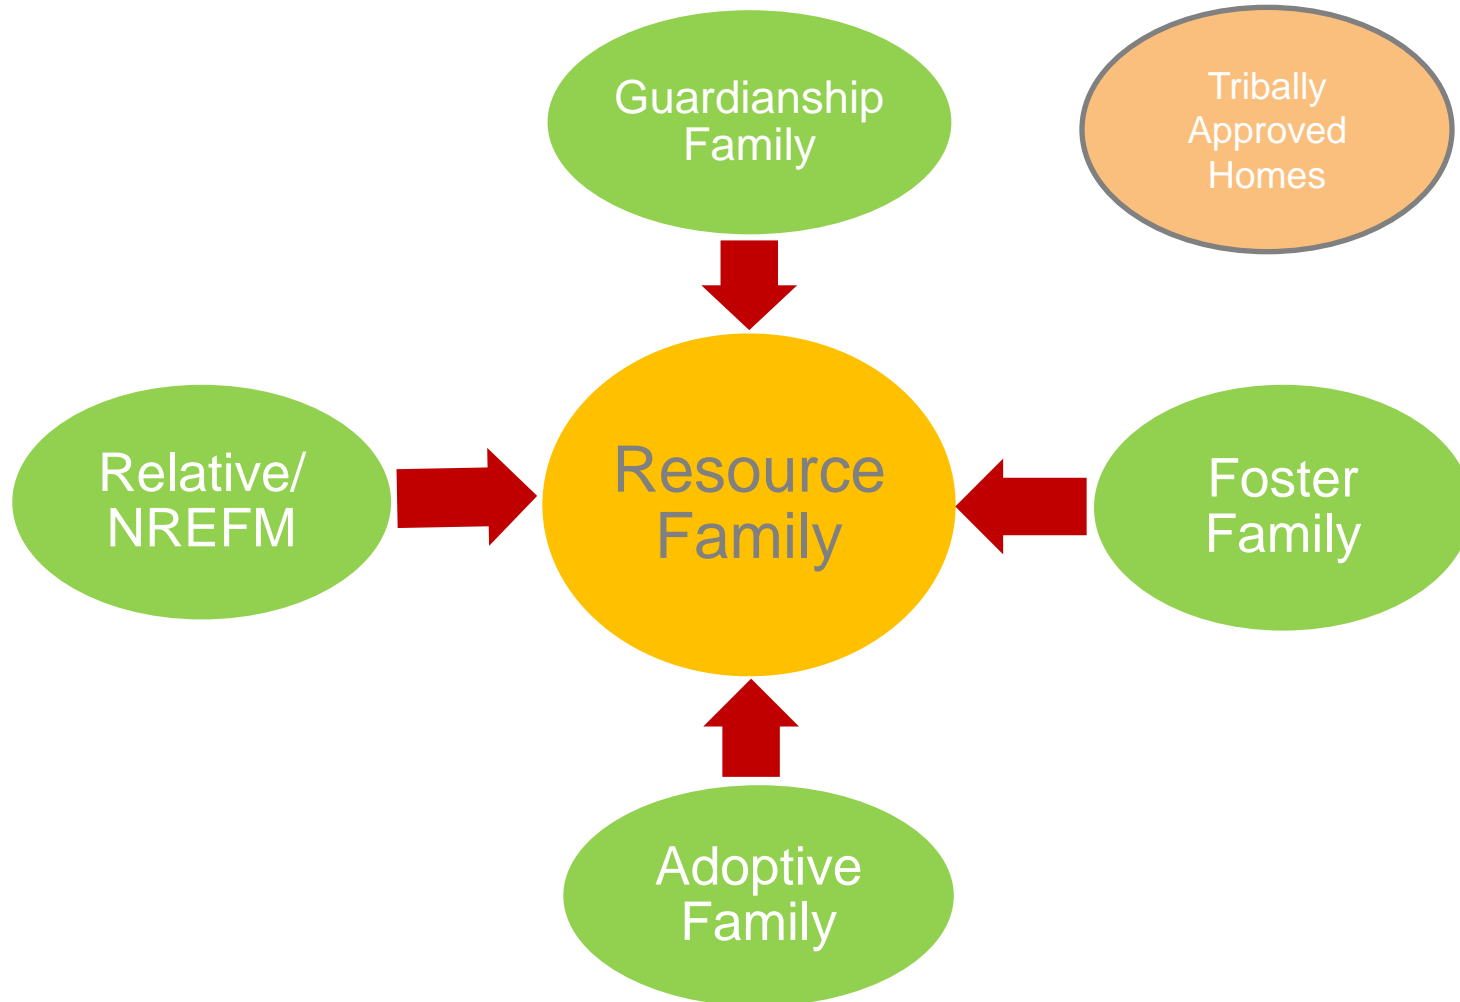 Guardianship
Family
Tribally
Approved
Homes
Relative/
NREFM
Resource
Family
Foster
Family
Adoptive
Family